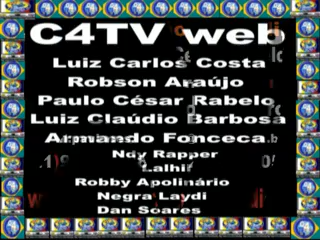 C4TV web
Luiz Carlos Costa
Robson Araújo
Paulo César Rabelo
Luiz Claúdio Barbosa
Armando Fonceca
Ndy Rapper
Lalhil
Robby Apolinário
Negra Laydi
Dan Soares